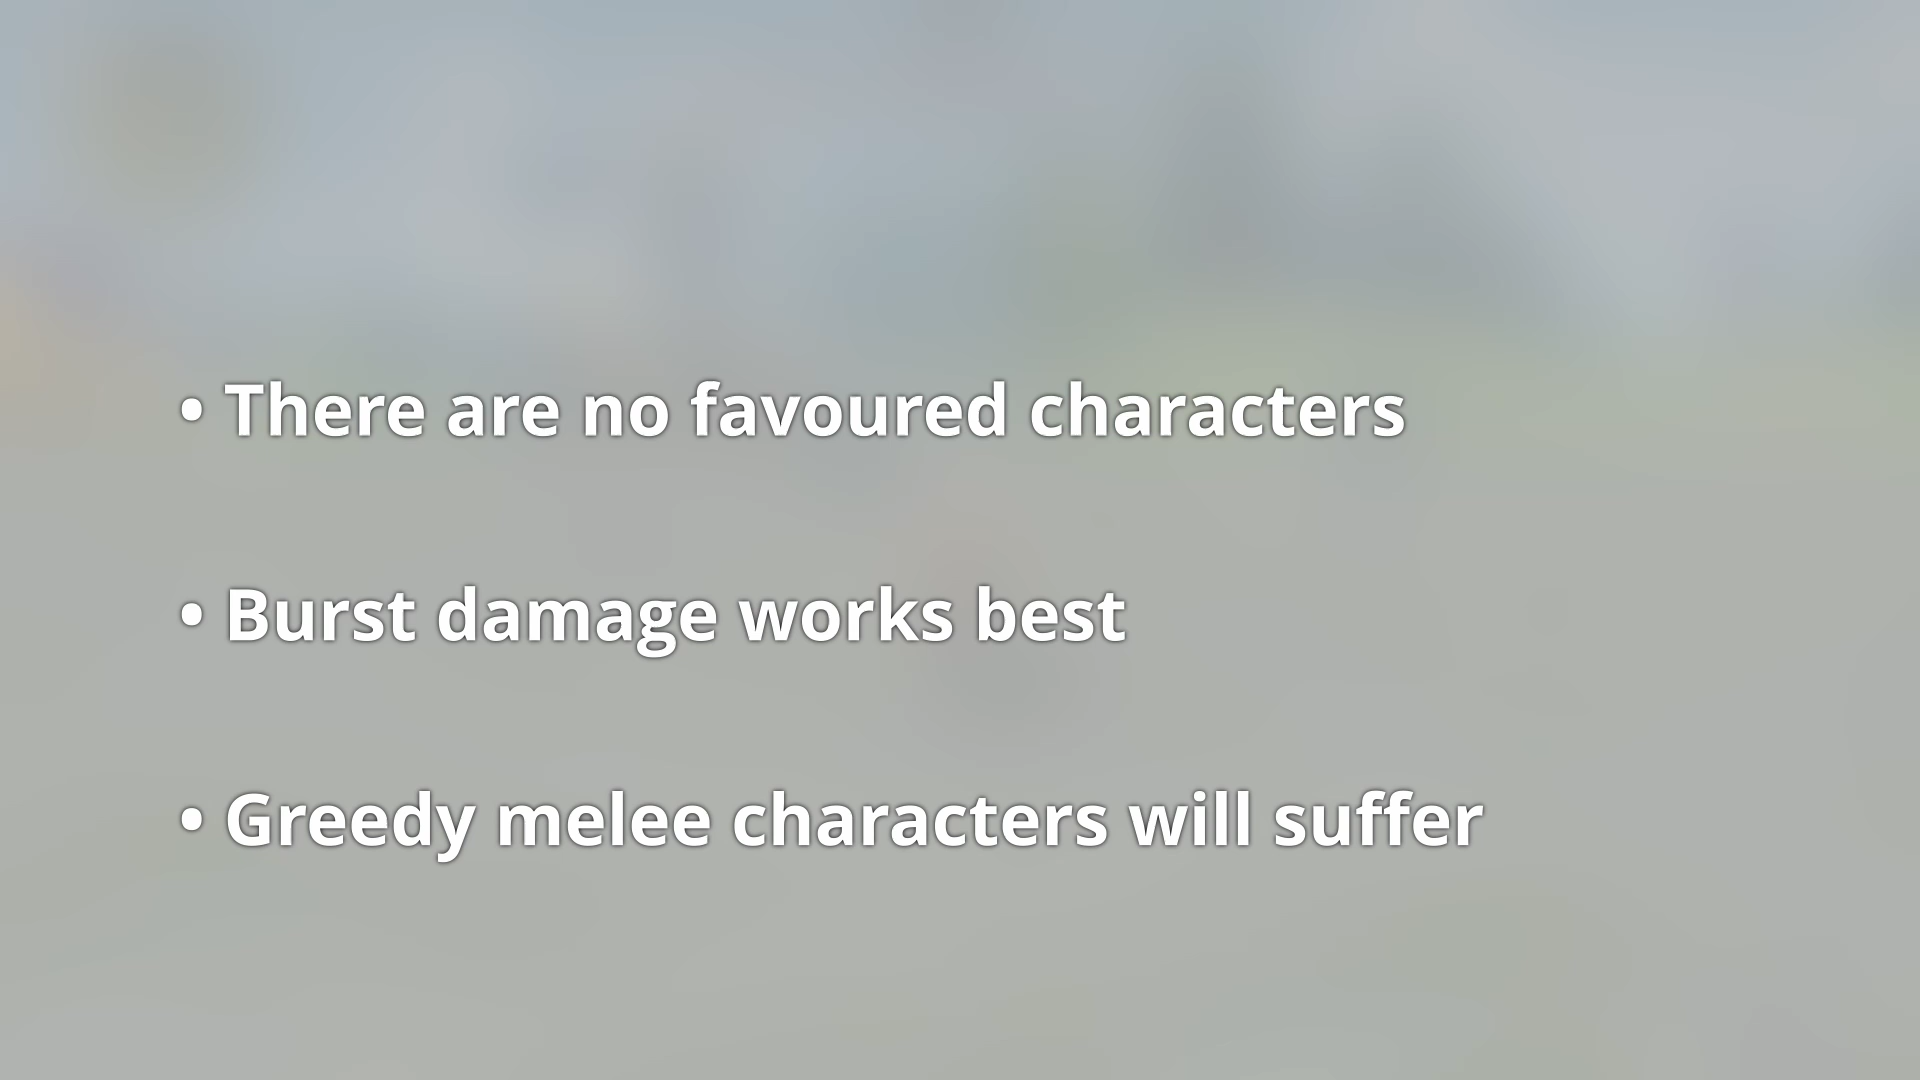 • There are no favoured characters
• Burst damage works best
• Greedy melee characters will suffer